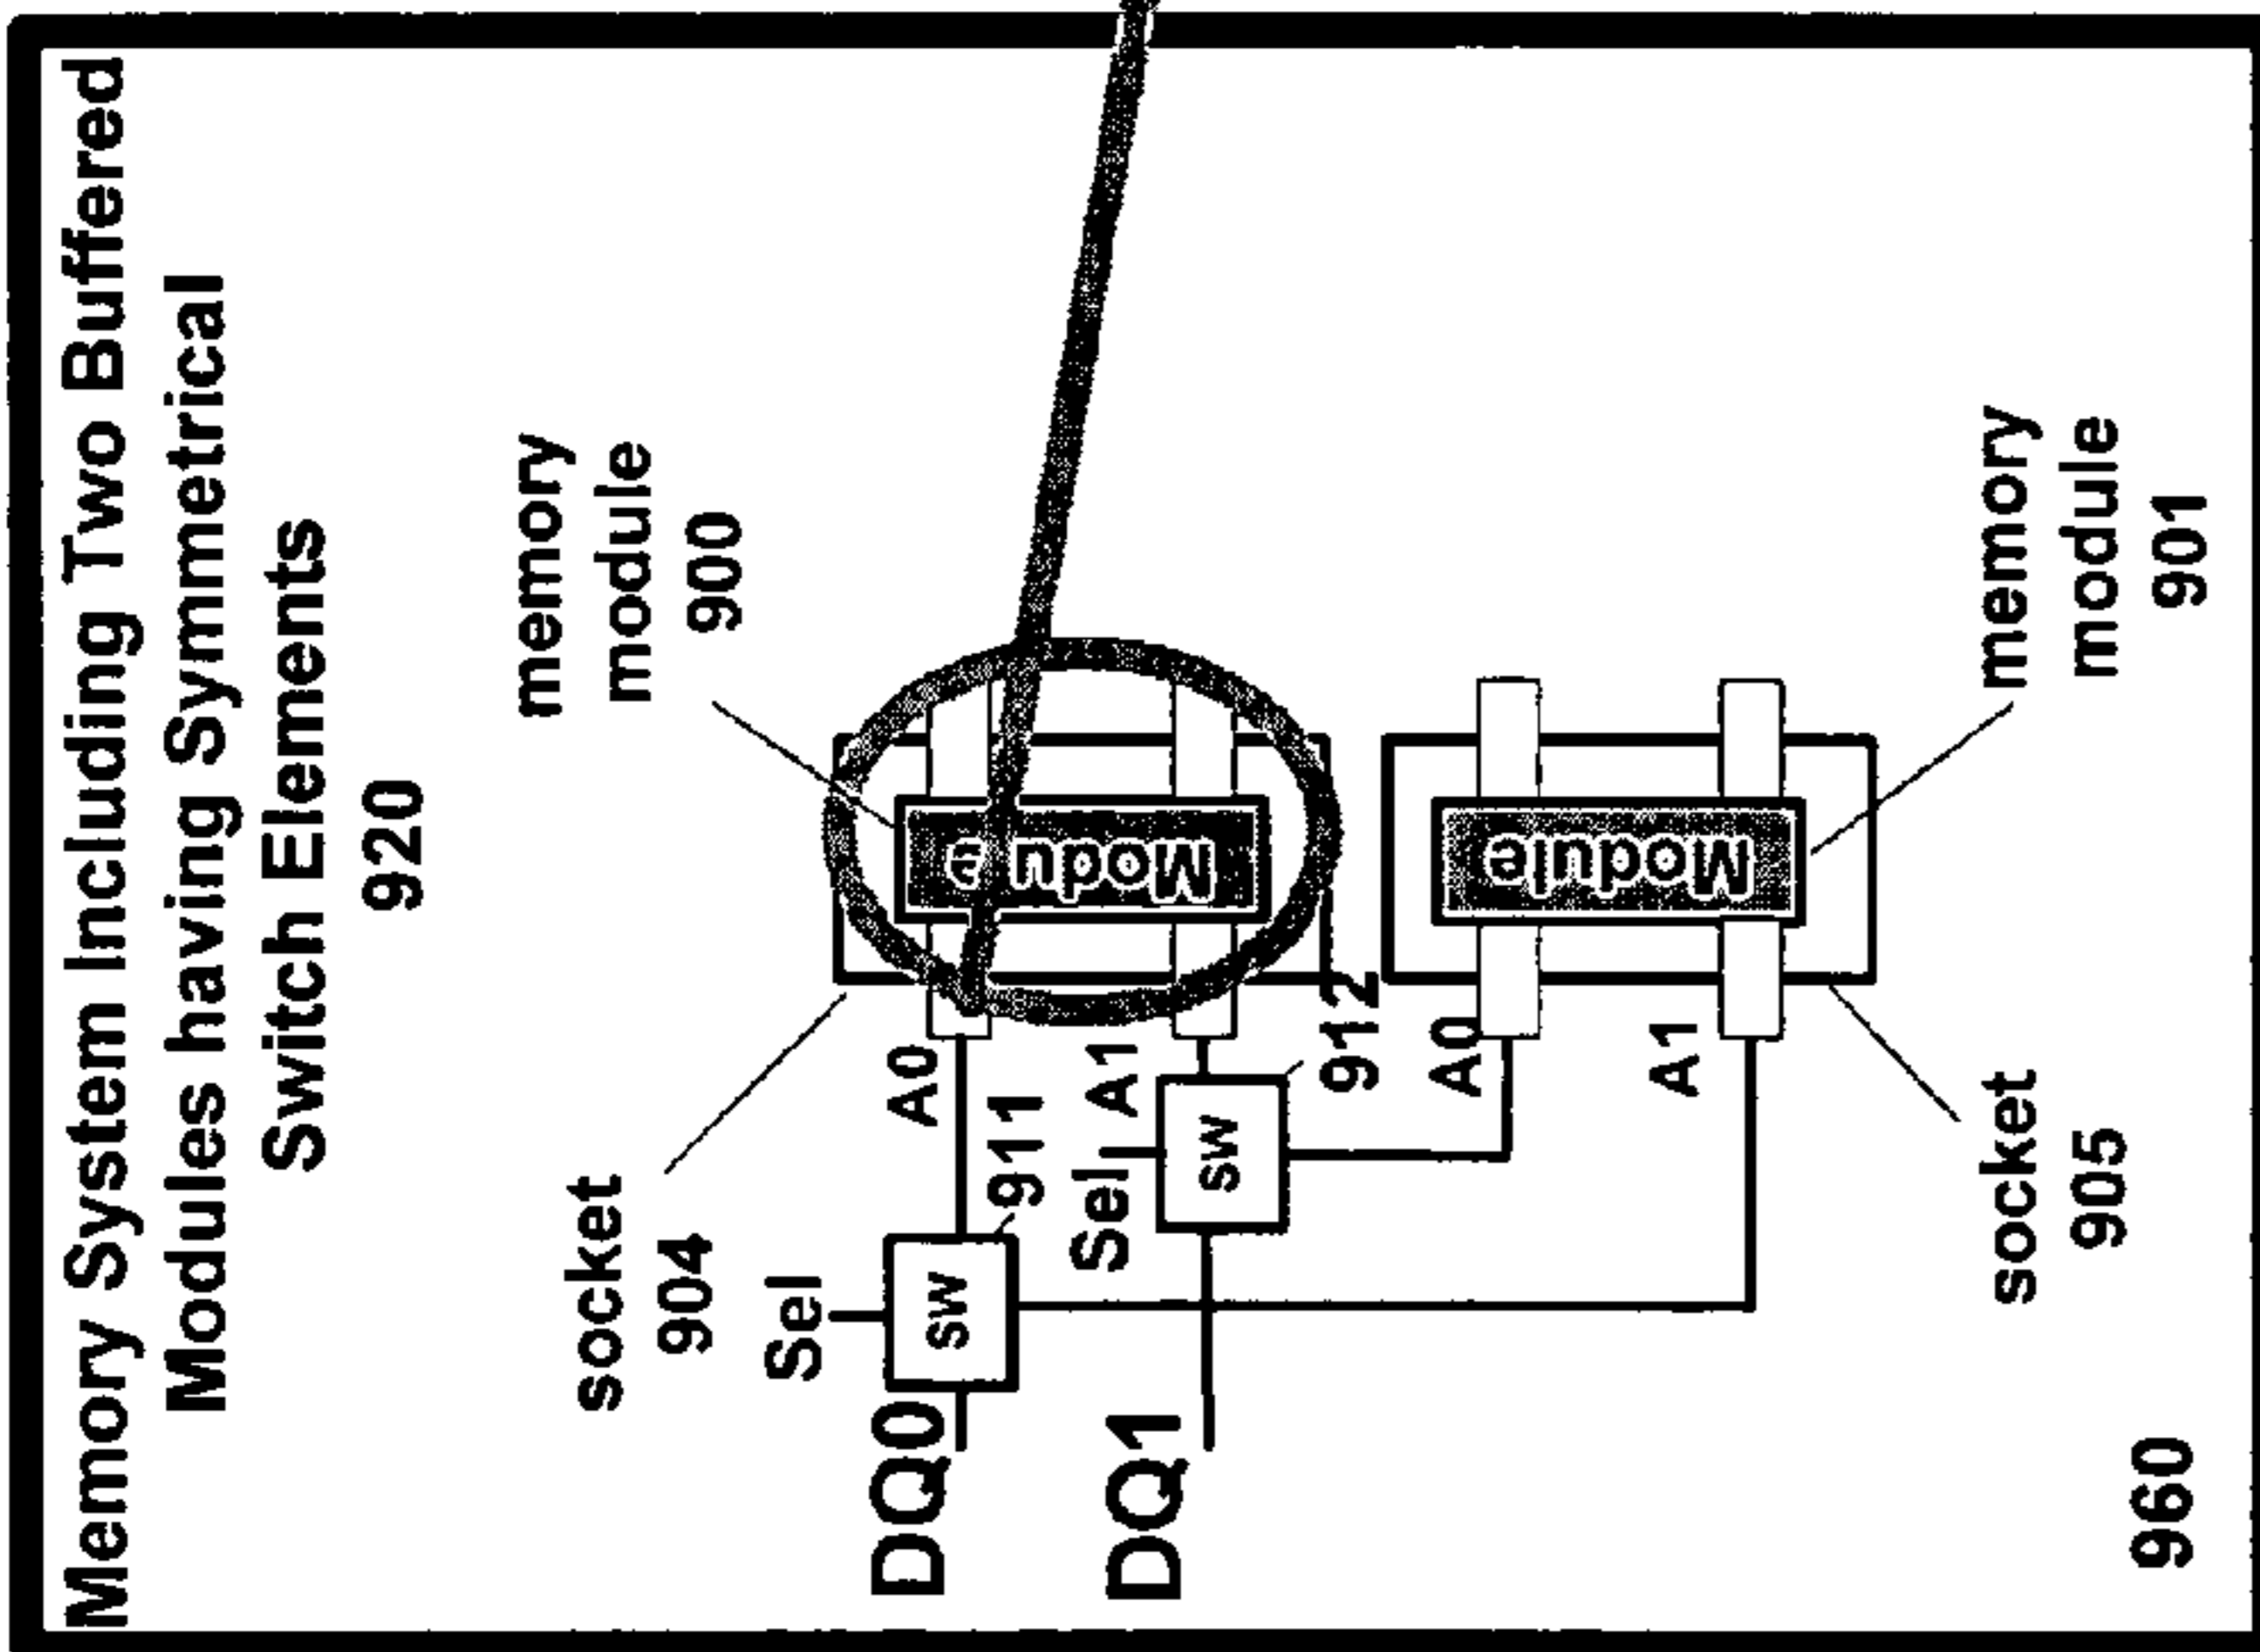 Memory System Including Two Buffered
Modules having Symmetrical
Switch Elements
920
socket
904
memory
module
900
Sel
DQ0
sw
911
A0
Modu e
Sel
DQ1
sw
A1
912
A0
Module
A1
socket
905
memory
module
901
960